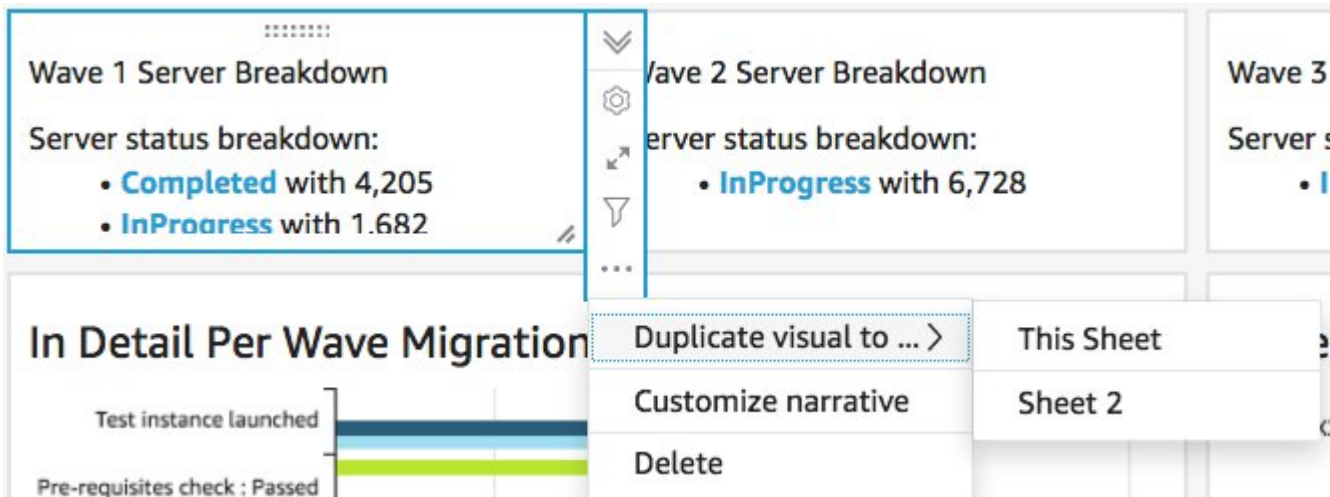 Wave 1 Server Breakdown
Server status breakdown:
• Completed with 4,205
• InProgress with 1,682
Wave 2 Server Breakdown
erver status breakdown:
• InProgress with 6,728
Wave 3
Server s
•
In Detail Per Wave Migration
Test instance launched
Pre-requisites check : Passed
Duplicate visual to ... >
Customize narrative
Delete
This Sheet
Sheet 2